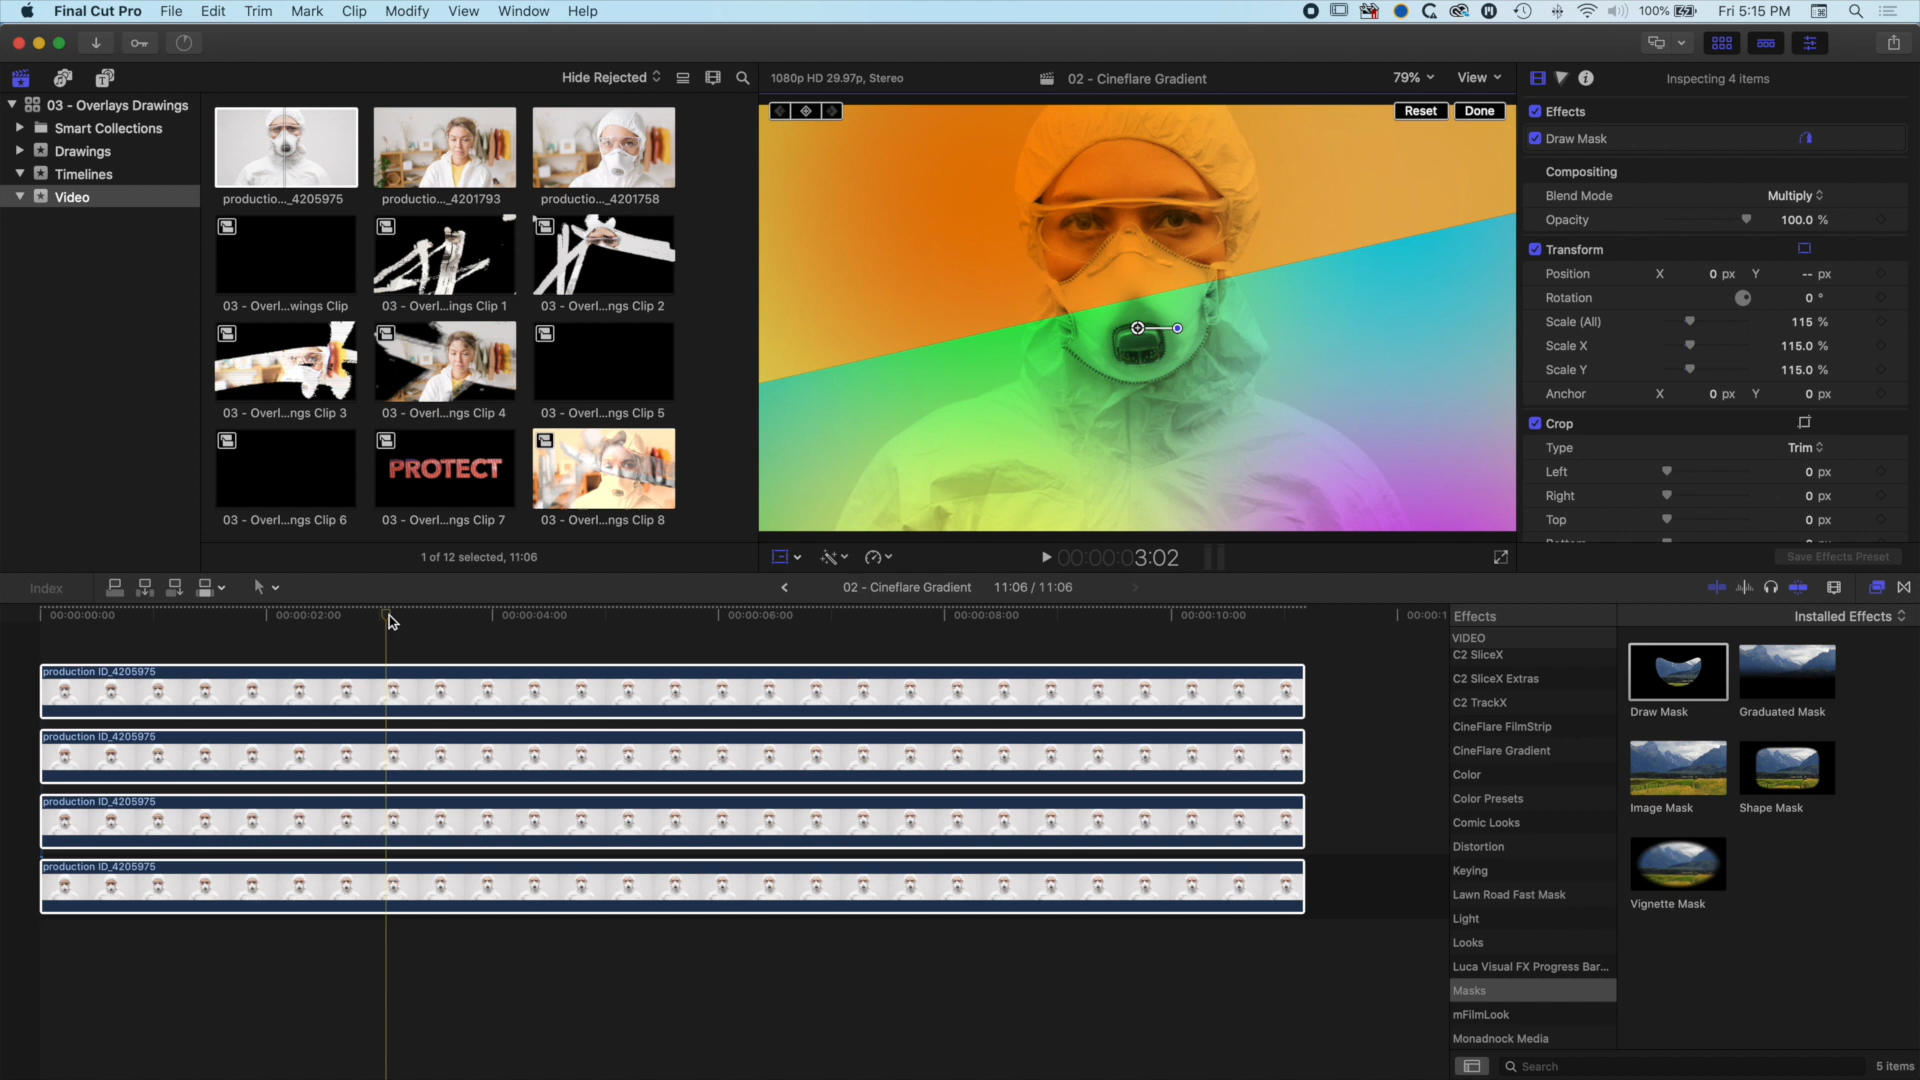 Final Cut Pro File Edit Trim Mark Clip Modify View Window Help
100% Fri 5:15 PM
Hide Rejected
1080p HD 29.97p, Stereo
02 - Cineflare Gradient
79%
View
Inspecting 4 items
03 - Overlays Drawings
Smart Collections
Drawings
Timelines
Video
productio..._4205975
productio..._4201793
productio..._4201758
03 - Overl...wings Clip
03 - Overl...ings Clip 1
03 - Overl...ngs Clip 2
03 - Overl...ngs Clip 3
03 - Overl...ngs Clip 4
03 - Overl...ngs Clip 5
PROTECT
03 - Overl...ngs Clip 6
03 - Overl...ngs Clip 7
03 - Overl...ngs Clip 8
1 of 12 selected, 11:06
Reset
Done
00:00:03:02
Effects
Draw Mask
Compositing
Blend Mode Multiply
Opacity 100.0 %
Transform
Position X 0 px Y -- px
Rotation 0 °
Scale (All) 115 %
Scale X 115.0 %
Scale Y 115.0 %
Anchor X 0 px Y 0 px
Crop
Type Trim
Left 0 px
Right 0 px
Top 0 px
Save Effects Preset
Index
02 - Cineflare Gradient 11:06 / 11:06
00:00:00:00 00:00:02:00 00:00:04:00 00:00:06:00 00:00:08:00 00:00:10:00 00:00:1
production ID_4205975
production ID_4205975
production ID_4205975
production ID_4205975
Effects
Installed Effects
VIDEO
C2 SliceX
C2 SliceX Extras
C2 TrackX
CineFlare FilmStrip
CineFlare Gradient
Color
Color Presets
Comic Looks
Distortion
Keying
Lawn Road Fast Mask
Light
Looks
Luca Visual FX Progress Bar...
Masks
mFilmLook
Monadnock Media
Draw Mask
Graduated Mask
Image Mask
Shape Mask
Vignette Mask
Search
5 items